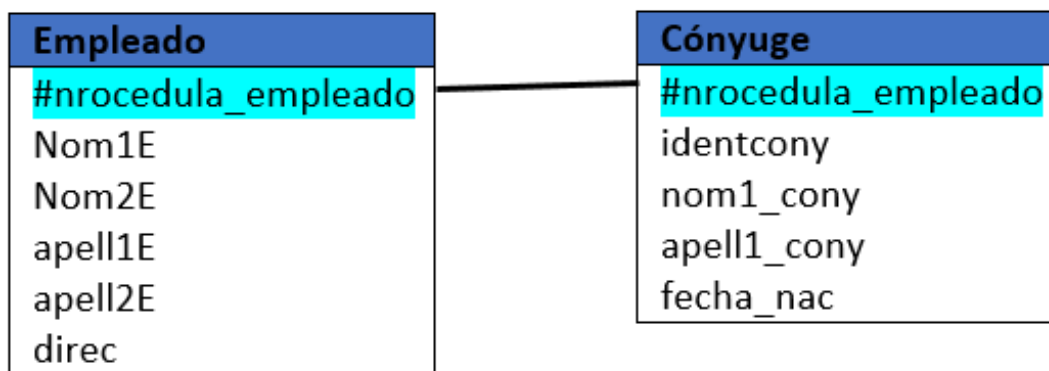 Empleado
#nrocedula_empleado
Nom1E
Nom2E
apell1E
apell2E
direc
Cónyuge
#nrocedula_empleado
identcony
nom1_cony
apell1_cony
fecha_nac